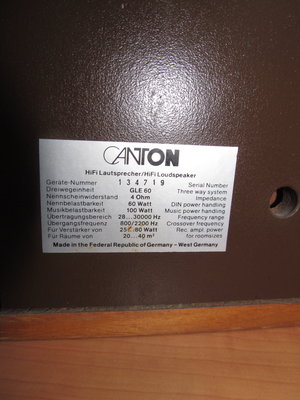 CANTON
HiFi Lautsprecher/HiFi Loudspeaker
Geräte-Nummer 134719 Serial Number
Dreiwegeinheit GLE 60 Three way system
Nennscheinwiderstand 4 Ohm Impedance
Nennbelastbarkeit 60 Watt DIN power handling
Musikbelastbarkeit 100 Watt Music power handling
Übertragungsbereich 28...30000 Hz Frequency range
Übergangsfrequenz 800/2200 Hz Crossover frequency
Für Verstärker von 25...80 Watt Rec. ampl. power
Für Räume von 20...40 m² for roomsizes
Made in the Federal Republic of Germany – West Germany